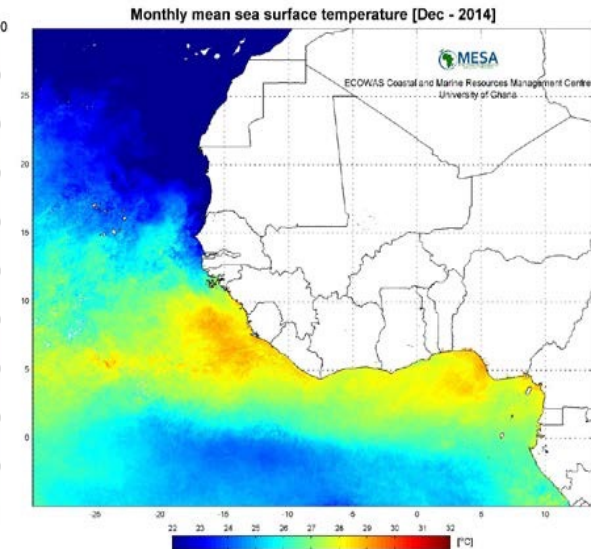 Monthly mean sea surface temperature [Dec - 2014]
0
MESA
ECOWAS Coastal and Marine Resources Management Centre
University of Ghana
25
20
15
10
5
0
-25 -20 -15 -10 -5 0 5 10
22 23 24 25 26 27 28 29 30 31 32 [°C]